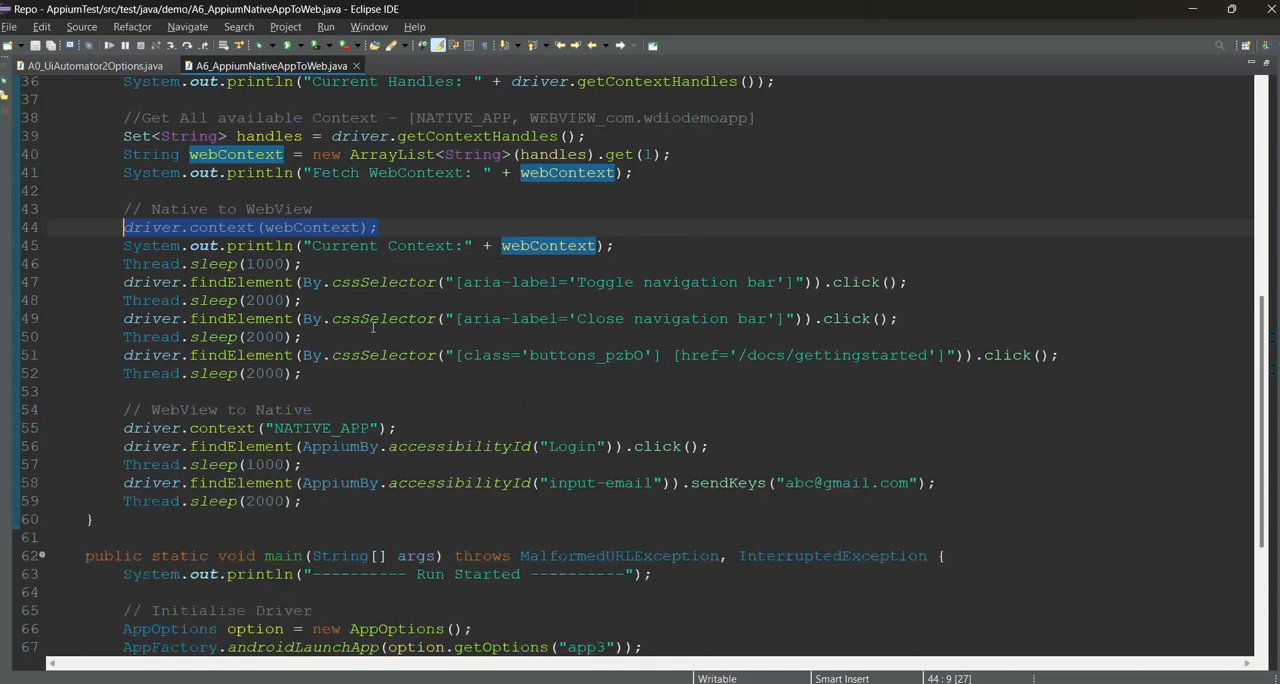 Repo - AppiumTest/src/test/java/demo/A6_AppiumNativeAppToWeb.java - Eclipse IDE
File Edit Source Refactor Navigate Search Project Run Window Help
A0_UiAutomator2Options.java A6_AppiumNativeAppToWeb.java
36 System.out.println("Current Handles: " + driver.getContextHandles());
37
38 //Get All available Context - [NATIVE_APP, WEBVIEW_com.wdiodemoapp]
39 Set<String> handles = driver.getContextHandles();
40 String webContext = new ArrayList<String>(handles).get(1);
41 System.out.println("Fetch WebContext: " + webContext);
42
43 // Native to WebView
44 driver.context(webContext);
45 System.out.println("Current Context:" + webContext);
46 Thread.sleep(1000);
47 driver.findElement(By.cssSelector("[aria-label='Toggle navigation bar']")).click();
48 Thread.sleep(2000);
49 driver.findElement(By.cssSelector("[aria-label='Close navigation bar']")).click();
50 Thread.sleep(2000);
51 driver.findElement(By.cssSelector("[class='buttons_pzbO'] [href='/docs/gettingstarted']")).click();
52 Thread.sleep(2000);
53
54 // WebView to Native
55 driver.context("NATIVE_APP");
56 driver.findElement(AppiumBy.accessibilityId("Login")).click();
57 Thread.sleep(1000);
58 driver.findElement(AppiumBy.accessibilityId("input-email")).sendKeys("abc@gmail.com");
59 Thread.sleep(2000);
60 }
61
62 public static void main(String[] args) throws MalformedURLException, InterruptedException {
63 System.out.println("---------- Run Started ----------");
64
65 // Initialise Driver
66 AppOptions option = new AppOptions();
67 AppFactory.androidLaunchApp(option.getOptions("app3"));
Writable Smart Insert 44 : 9 [27]